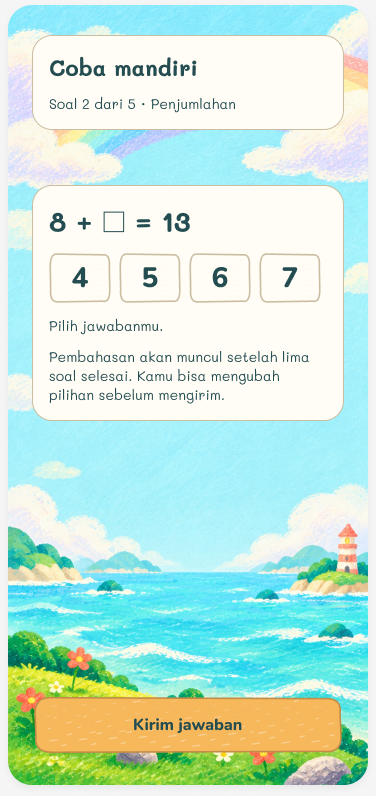 Coba mandiri
Soal 2 dari 5 • Penjumlahan
8 + □ = 13
4 5 6 7
Pilih jawabanmu.
Pembahasan akan muncul setelah lima
soal selesai. Kamu bisa mengubah
pilihan sebelum mengirim.
Kirim jawaban